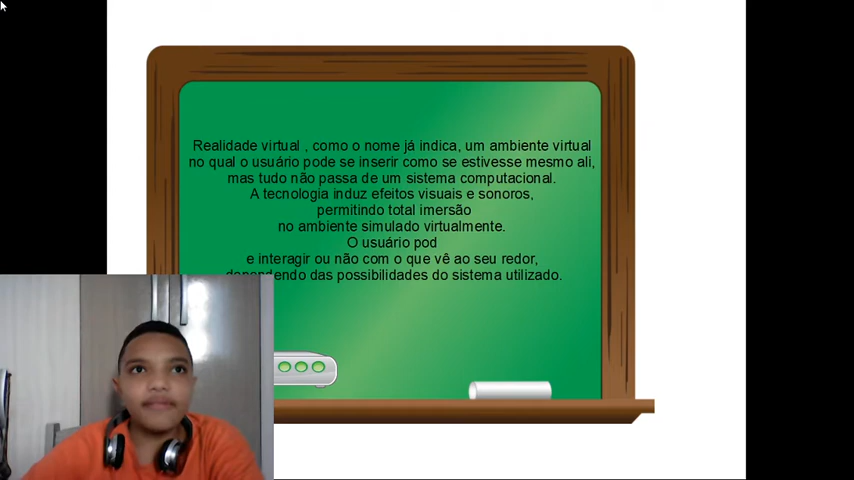 Realidade virtual , como o nome já indica, um ambiente virtual
no qual o usuário pode se inserir como se estivesse mesmo ali,
mas tudo não passa de um sistema computacional.
A tecnologia induz efeitos visuais e sonoros,
permitindo total imersão
no ambiente simulado virtualmente.
O usuário pod
e interagir ou não com o que vê ao seu redor,
dependendo das possibilidades do sistema utilizado.